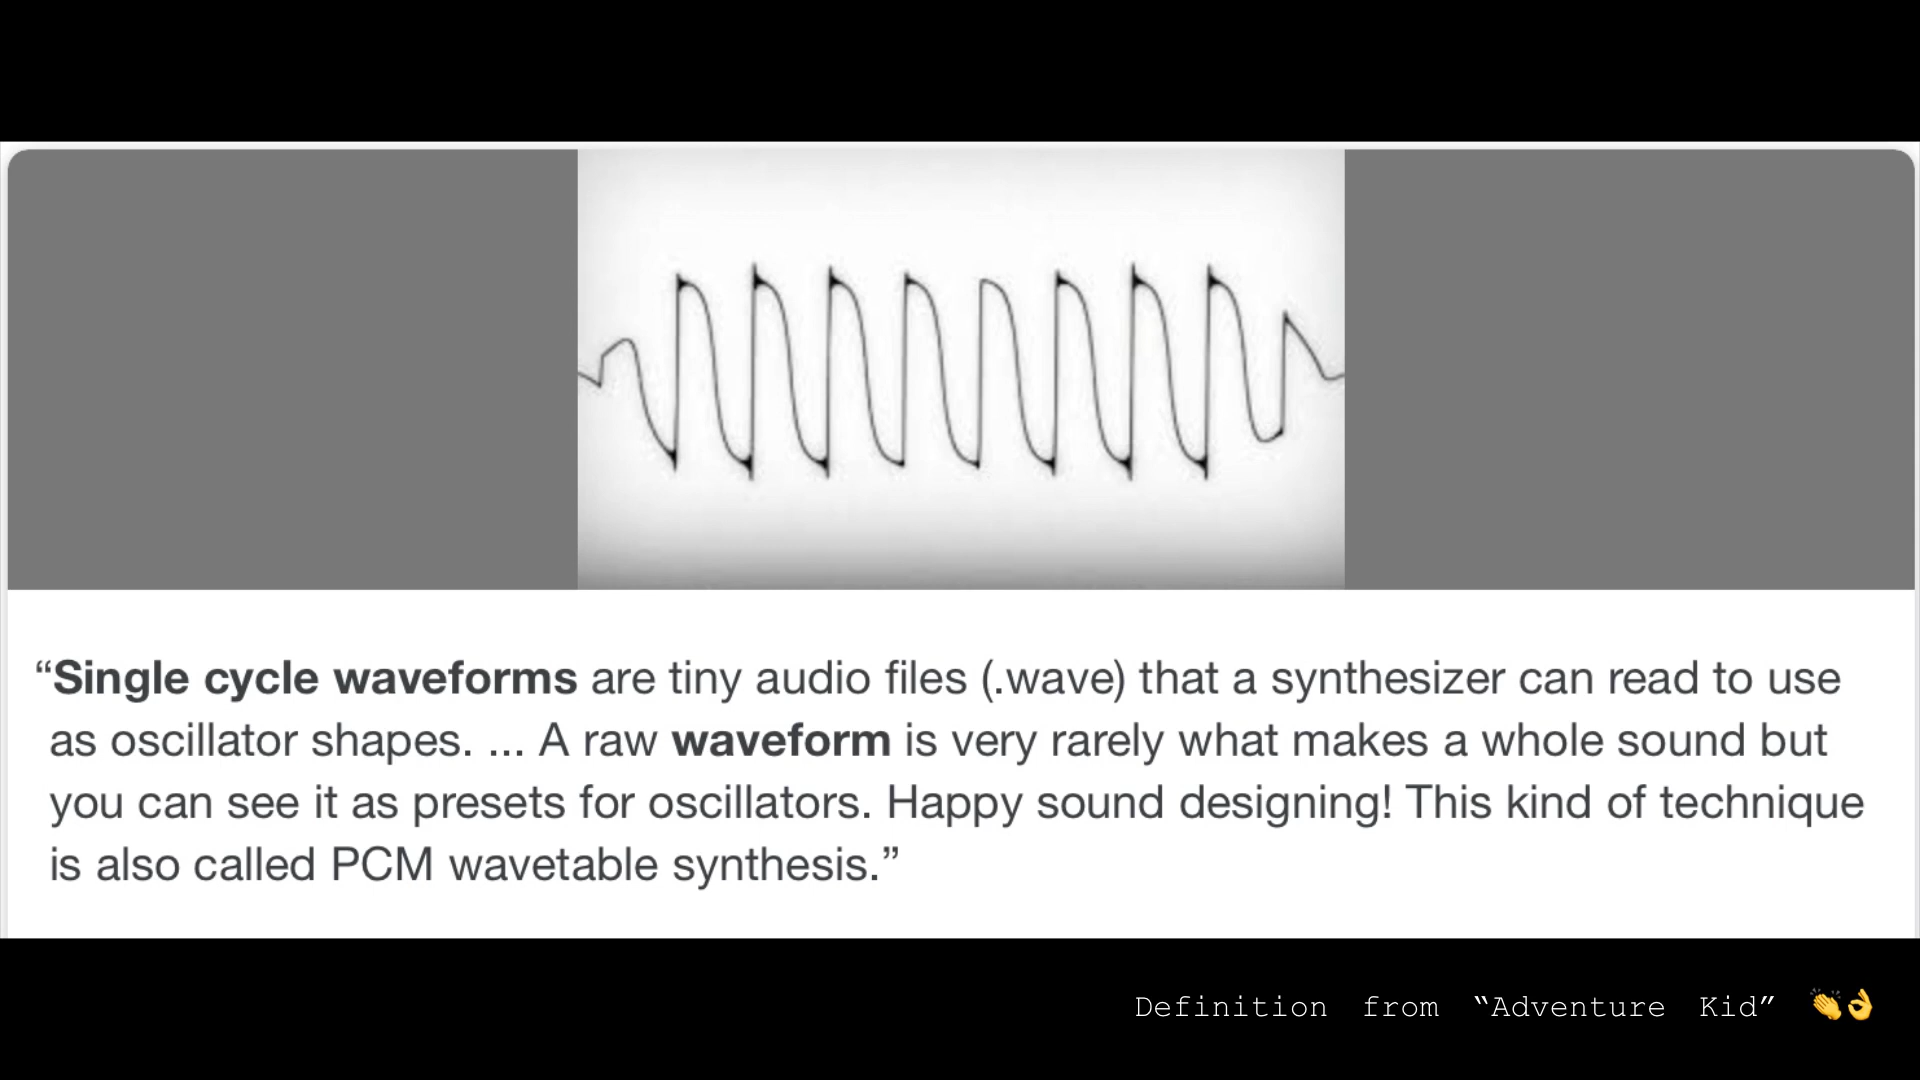 “Single cycle waveforms are tiny audio files (.wave) that a synthesizer can read to use
as oscillator shapes. ... A raw waveform is very rarely what makes a whole sound but
you can see it as presets for oscillators. Happy sound designing! This kind of technique
is also called PCM wavetable synthesis.”
Definition from “Adventure Kid” 👏👌